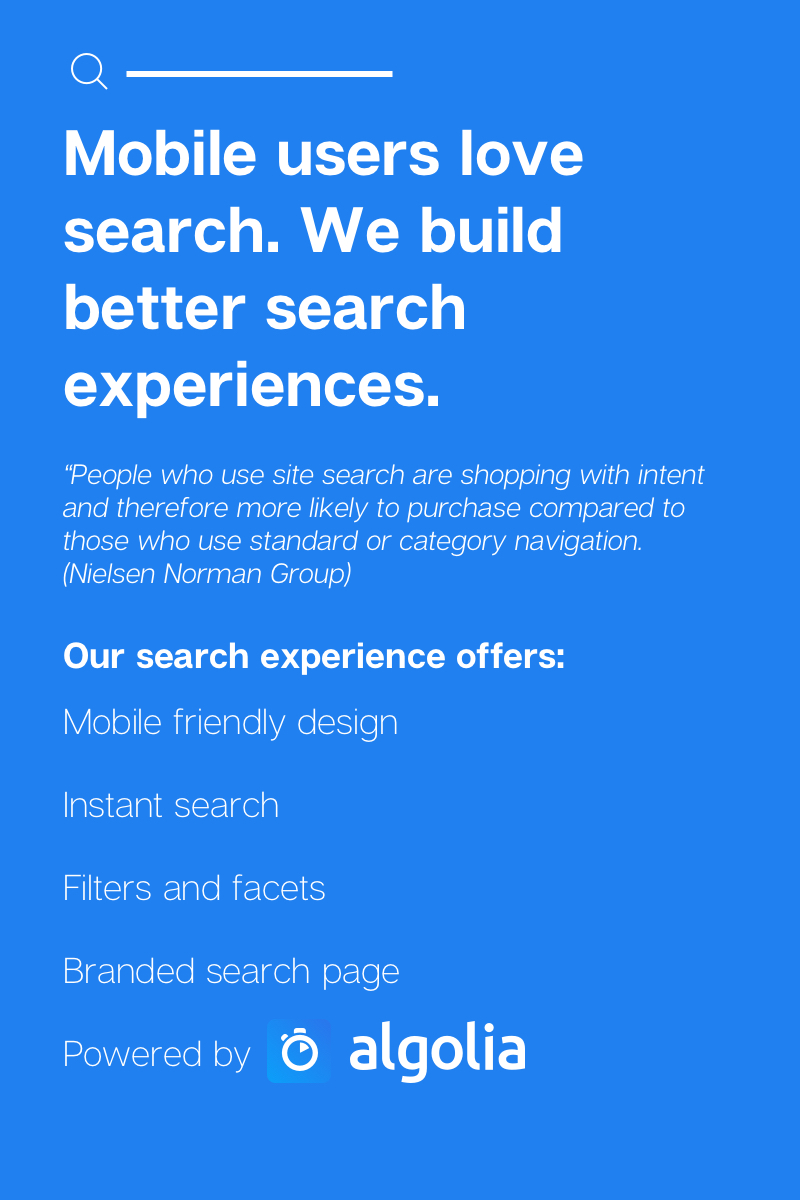 Mobile users love
search. We build
better search
experiences.
“People who use site search are shopping with intent
and therefore more likely to purchase compared to
those who use standard or category navigation.
(Nielsen Norman Group)
Our search experience offers:
Mobile friendly design
Instant search
Filters and facets
Branded search page
Powered by algolia